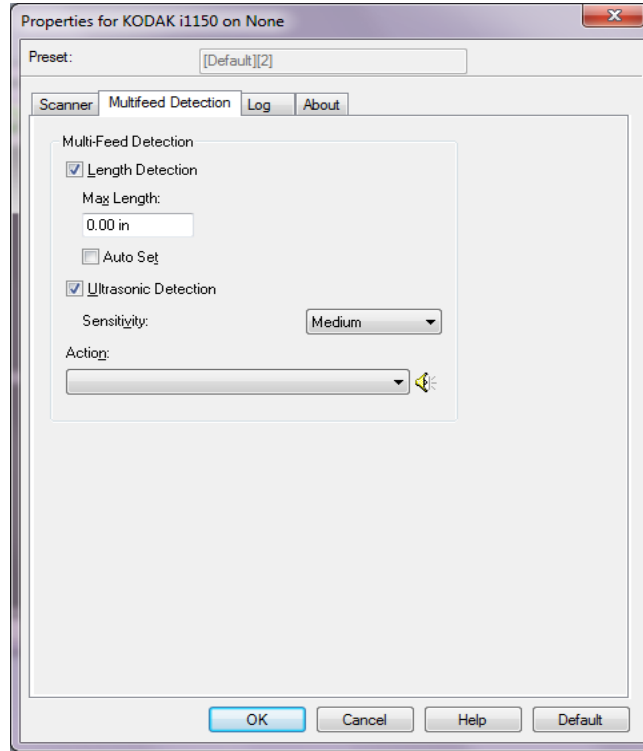 Properties for KODAK i1150 on None
Preset: [Default][2]
Scanner Multifeed Detection Log About
Multi-Feed Detection
Length Detection
Max Length:
0.00 in
Auto Set
Ultrasonic Detection
Sensitivity: Medium
Action:
OK Cancel Help Default